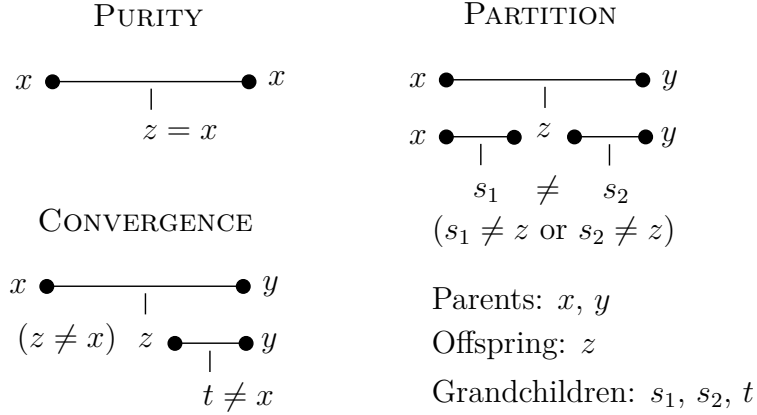 PURITY
x x
z = x
PARTITION
x y
x z y
s₁ ≠ s₂
(s₁ ≠ z or s₂ ≠ z)
CONVERGENCE
x y
(z ≠ x) z y
t ≠ x
Parents: x, y
Offspring: z
Grandchildren: s₁, s₂, t